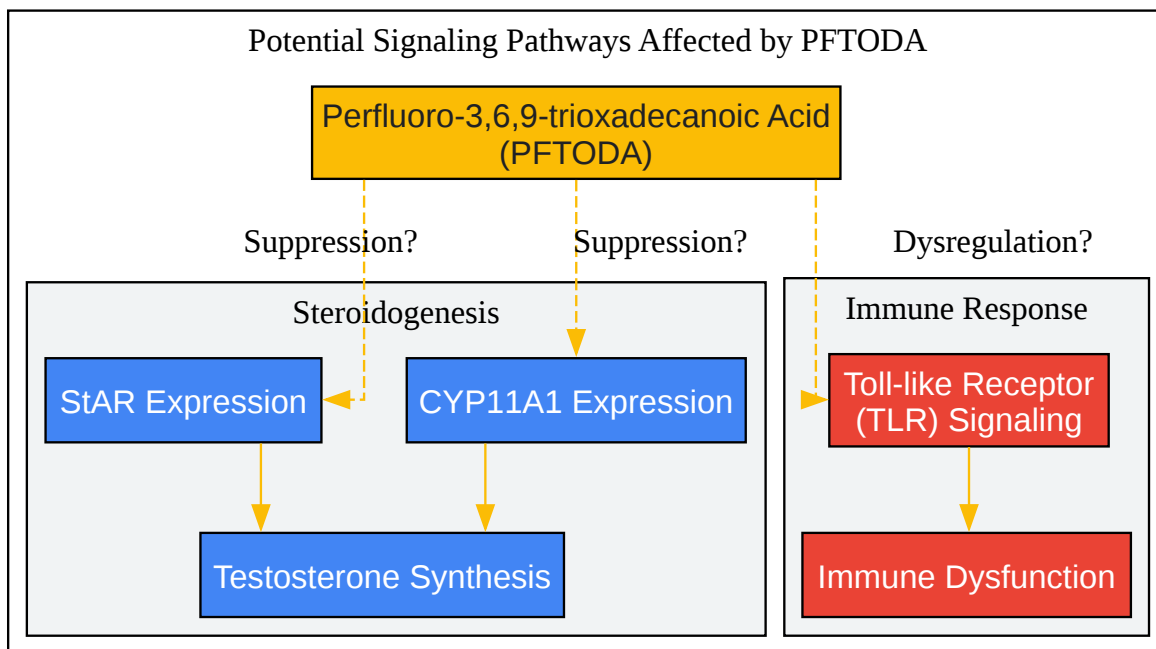 Potential Signaling Pathways Affected by PFTODA
Perfluoro-3,6,9-trioxadecanoic Acid
(PFTODA)
Suppression?
Suppression?
Dysregulation?
Steroidogenesis
Immune Response
StAR Expression
CYP11A1 Expression
Toll-like Receptor
(TLR) Signaling
Testosterone Synthesis
Immune Dysfunction